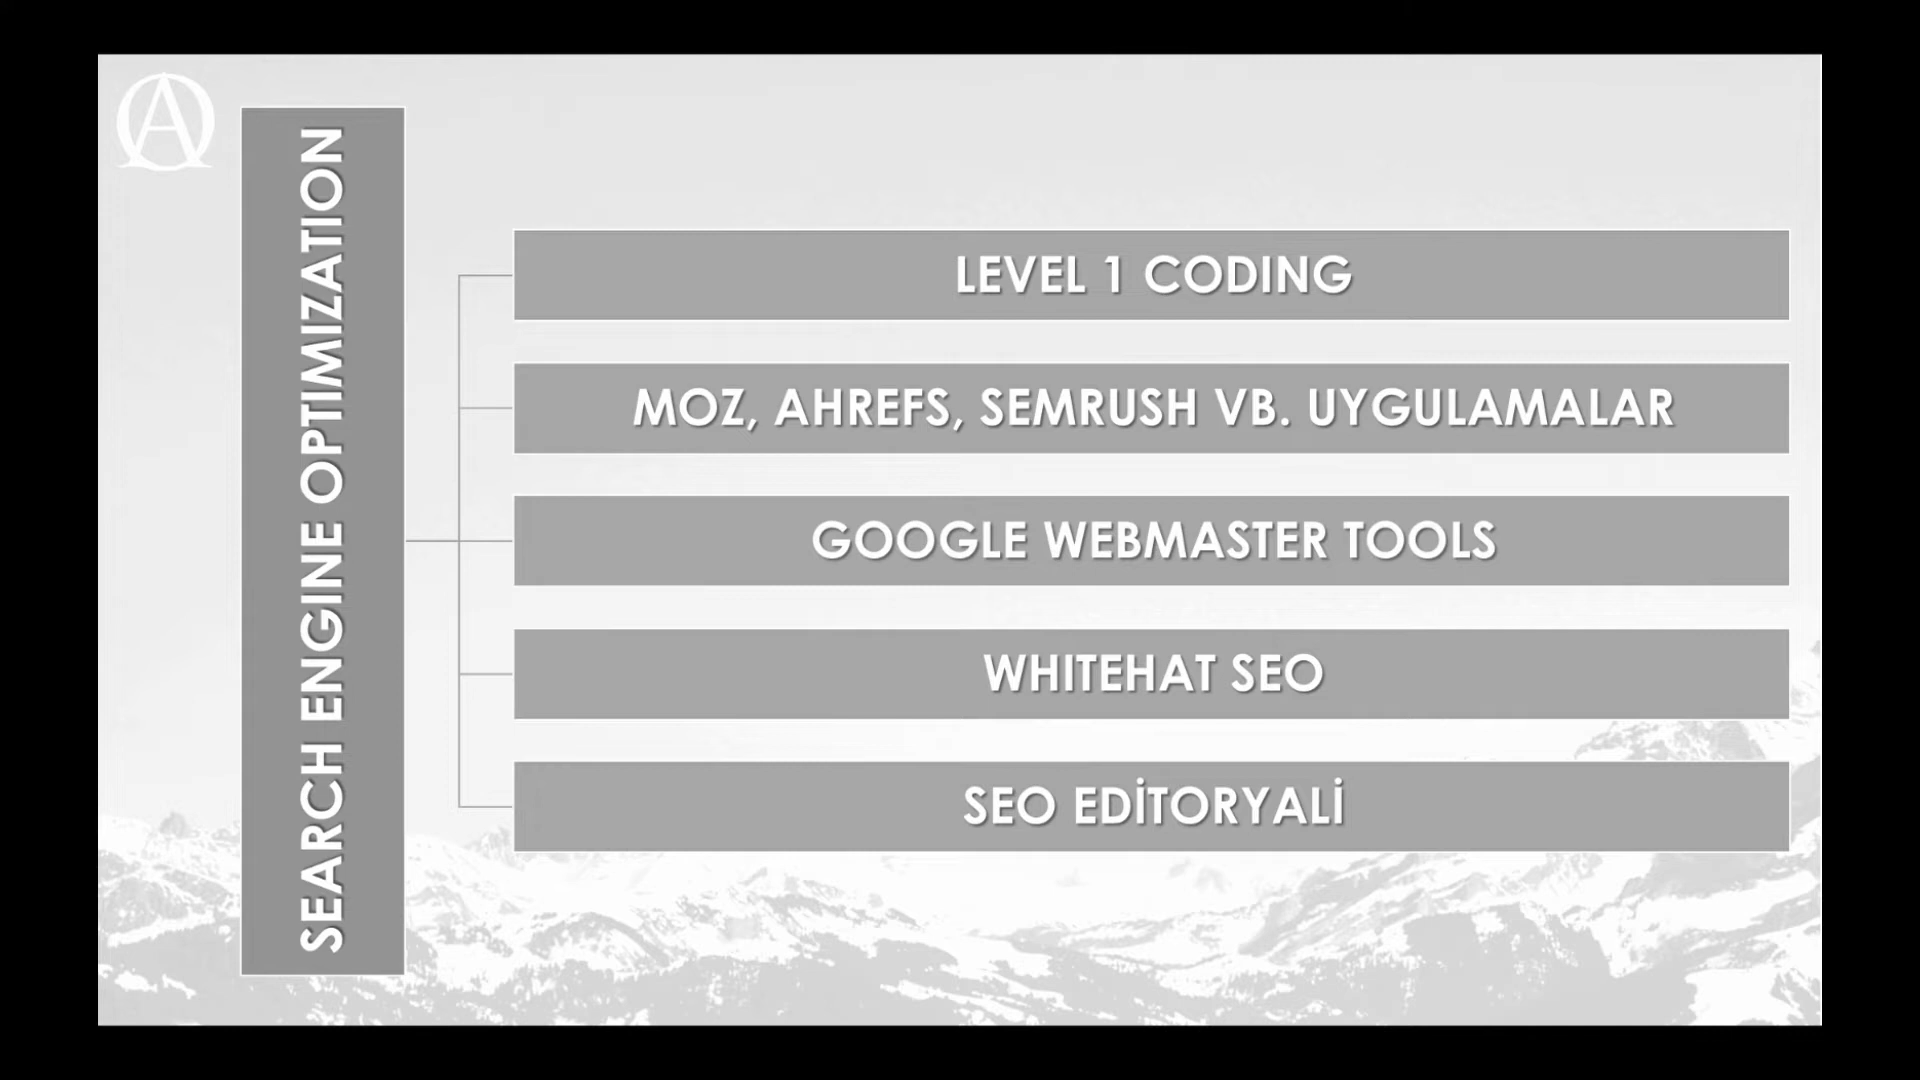 SEARCH ENGINE OPTIMIZATION
LEVEL 1 CODING
MOZ, AHREFS, SEMRUSH VB. UYGULAMALAR
GOOGLE WEBMASTER TOOLS
WHITEHAT SEO
SEO EDİTORYALİ